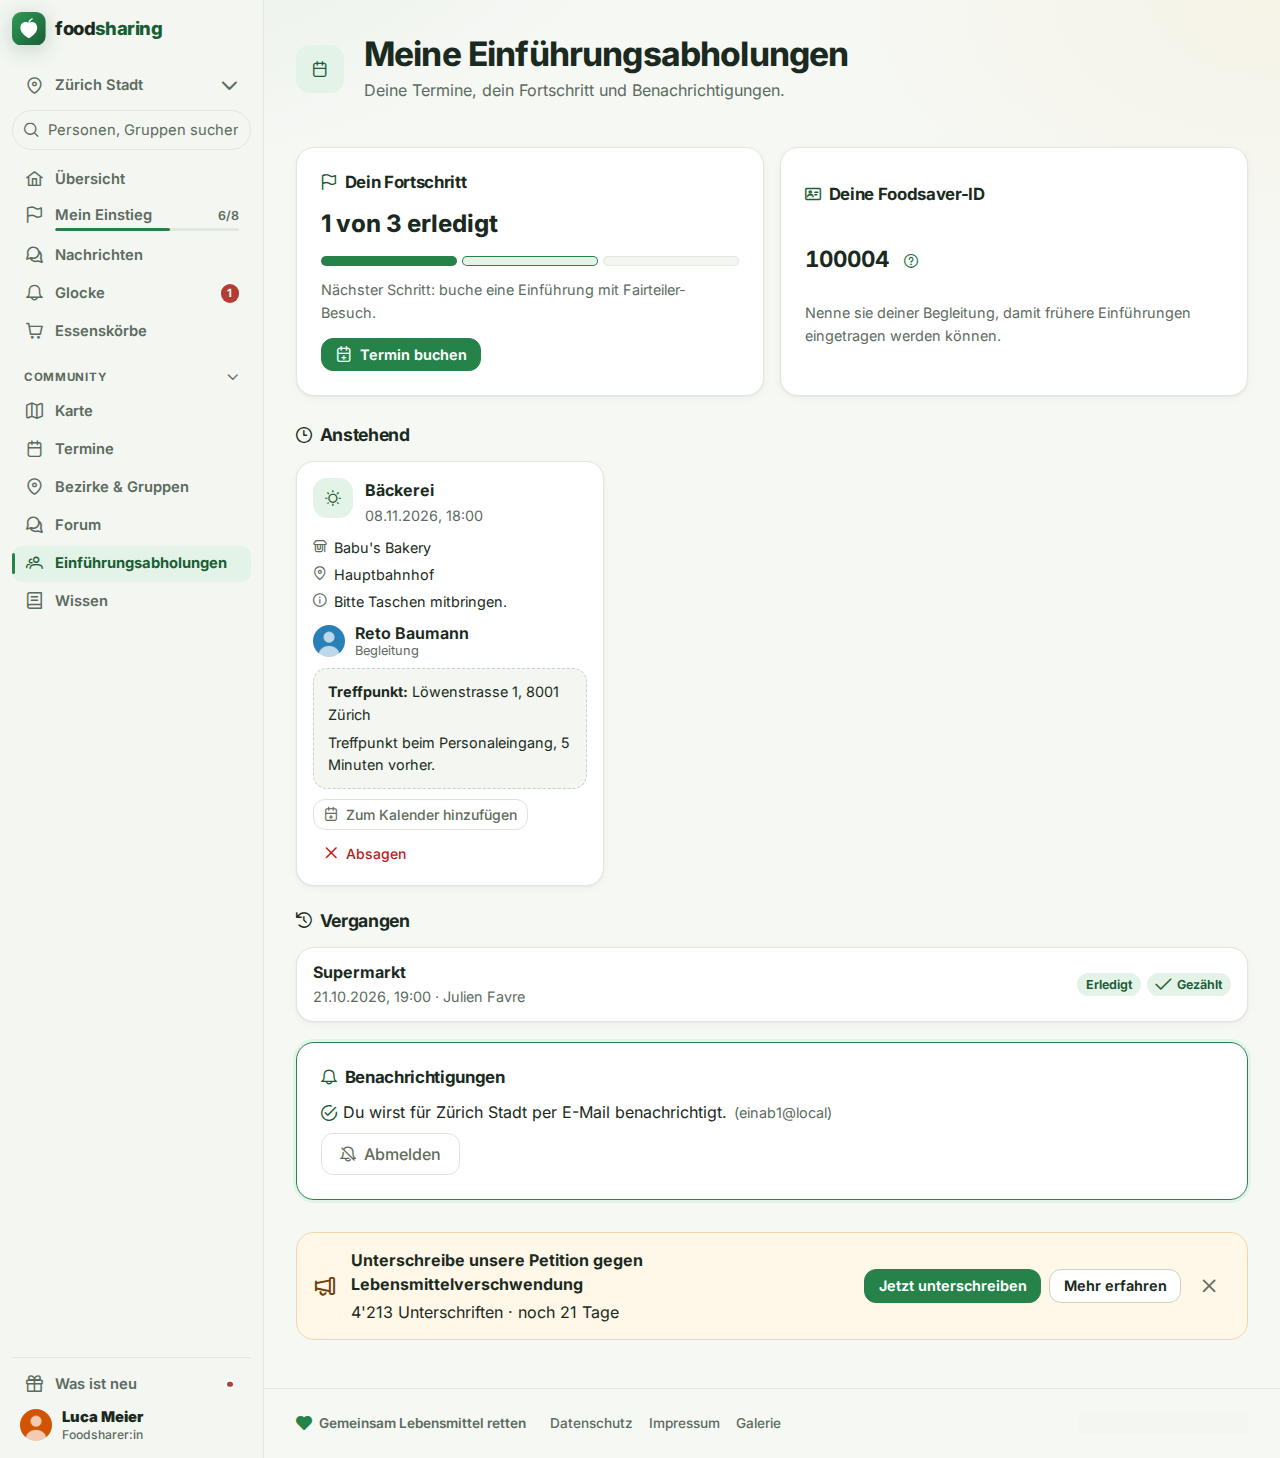 foodsharing
Zürich Stadt
Personen, Gruppen sucher
Übersicht
Mein Einstieg 6/8
Nachrichten
Glocke 1
Essenskörbe
COMMUNITY
Karte
Termine
Bezirke & Gruppen
Forum
Einführungsabholungen
Wissen
Was ist neu
Luca Meier
Foodsharer:in
Meine Einführungsabholungen
Deine Termine, dein Fortschritt und Benachrichtigungen.
Dein Fortschritt
1 von 3 erledigt
Nächster Schritt: buche eine Einführung mit Fairteiler-
Besuch.
Termin buchen
Deine Foodsaver-ID
100004
Nenne sie deiner Begleitung, damit frühere Einführungen
eingetragen werden können.
Anstehend
Bäckerei
08.11.2026, 18:00
Babu's Bakery
Hauptbahnhof
Bitte Taschen mitbringen.
Reto Baumann
Begleitung
Treffpunkt: Löwenstrasse 1, 8001
Zürich
Treffpunkt beim Personaleingang, 5
Minuten vorher.
Zum Kalender hinzufügen
Absagen
Vergangen
Supermarkt
21.10.2026, 19:00 · Julien Favre
Erledigt Gezählt
Benachrichtigungen
Du wirst für Zürich Stadt per E-Mail benachrichtigt. (einab1@local)
Abmelden
Unterschreibe unsere Petition gegen
Lebensmittelverschwendung
4'213 Unterschriften · noch 21 Tage
Jetzt unterschreiben Mehr erfahren
Gemeinsam Lebensmittel retten Datenschutz Impressum Galerie